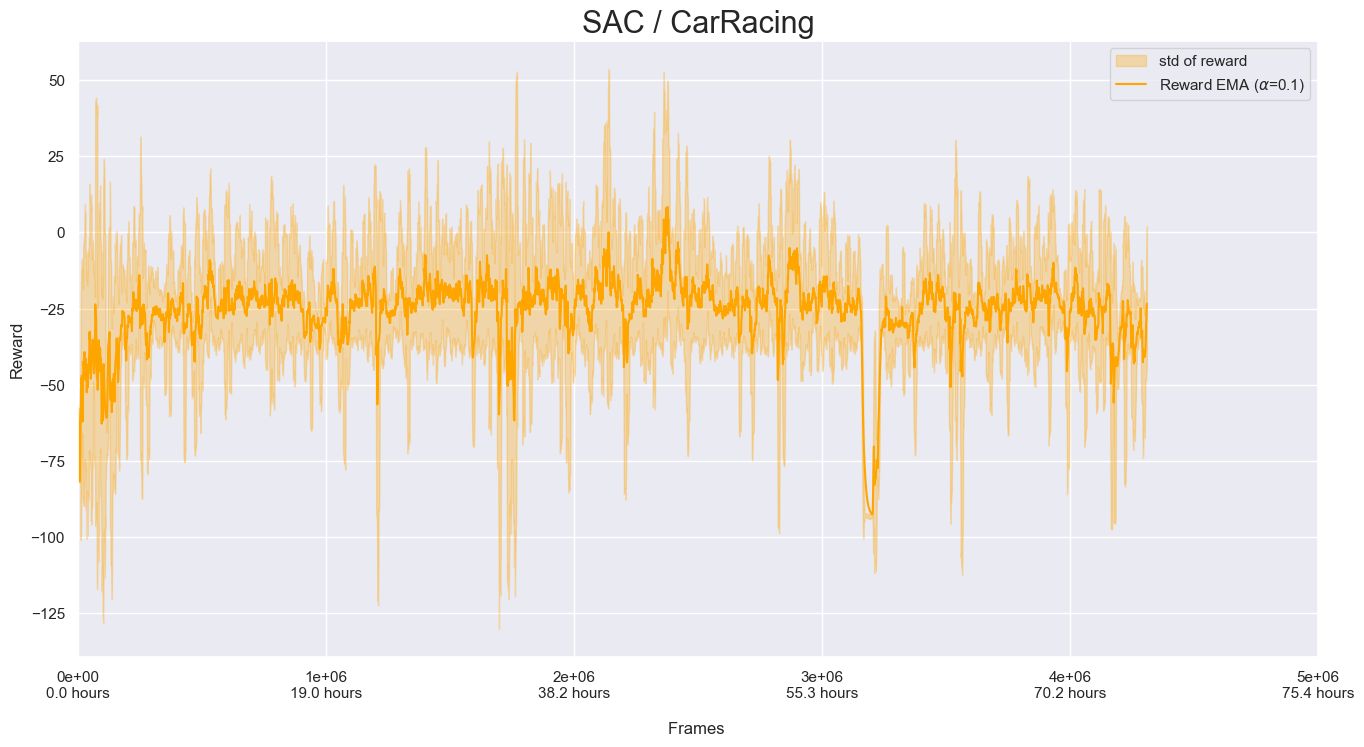 SAC / CarRacing
std of reward
Reward EMA (α=0.1)
Reward
50
25
0
−25
−50
−75
−100
−125
0e+00
0.0 hours
1e+06
19.0 hours
2e+06
38.2 hours
3e+06
55.3 hours
4e+06
70.2 hours
5e+06
75.4 hours
Frames